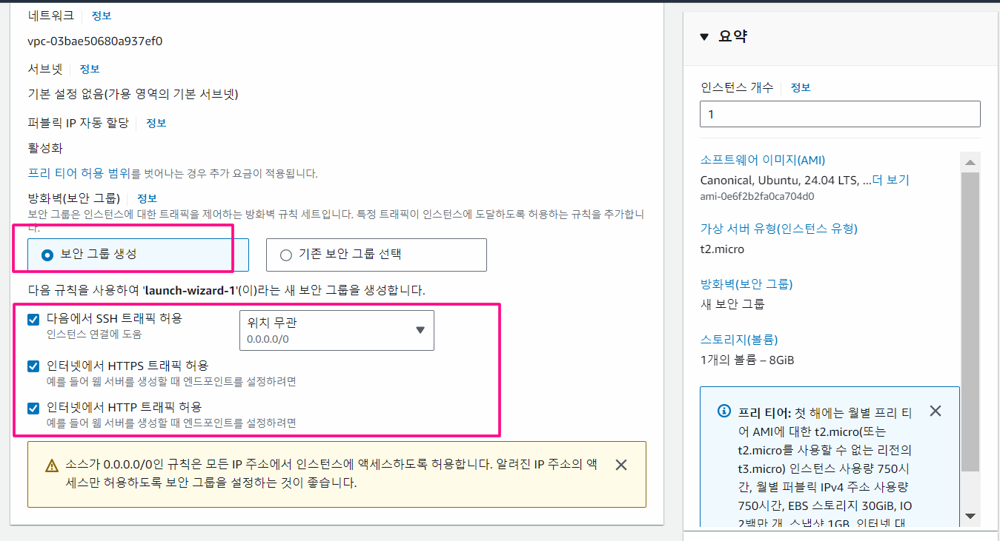 네트워크 정보
vpc-03bae50680a937ef0
서브넷 정보
기본 설정 없음(가용 영역의 기본 서브넷)
퍼블릭 IP 자동 할당 정보
활성화
프리 티어 허용 범위를 벗어나는 경우 추가 요금이 적용됩니다.
방화벽(보안 그룹) 정보
보안 그룹은 인스턴스에 대한 트래픽을 제어하는 방화벽 규칙 세트입니다. 특정 트래픽이 인스턴스에 도달하도록 허용하는 규칙을 추가합니
다.
보안 그룹 생성
기존 보안 그룹 선택
다음 규칙을 사용하여 'launch-wizard-1'(이)라는 새 보안 그룹을 생성합니다.
다음에서 SSH 트래픽 허용
인스턴스 연결에 도움
위치 무관
0.0.0.0/0
인터넷에서 HTTPS 트래픽 허용
예를 들어 웹 서버를 생성할 때 엔드포인트를 설정하려면
인터넷에서 HTTP 트래픽 허용
예를 들어 웹 서버를 생성할 때 엔드포인트를 설정하려면
소스가 0.0.0.0/0인 규칙은 모든 IP 주소에서 인스턴스에 액세스하도록 허용합니다. 알려진 IP 주소의 액
세스만 허용하도록 보안 그룹을 설정하는 것이 좋습니다.
요약
인스턴스 개수 정보
1
소프트웨어 이미지(AMI)
Canonical, Ubuntu, 24.04 LTS, ...더 보기
ami-0e6f2b2fa0ca704d0
가상 서버 유형(인스턴스 유형)
t2.micro
방화벽(보안 그룹)
새 보안 그룹
스토리지(볼륨)
1개의 볼륨 – 8GiB
프리 티어: 첫 해에는 월별 프리 티
어 AMI에 대한 t2.micro(또는
t2.micro를 사용할 수 없는 리전의
t3.micro) 인스턴스 사용량 750시
간, 월별 퍼블릭 IPv4 주소 사용량
750시간, EBS 스토리지 30GiB, IO
2백만 개, 스냅샷 1GB, 인터넷 대